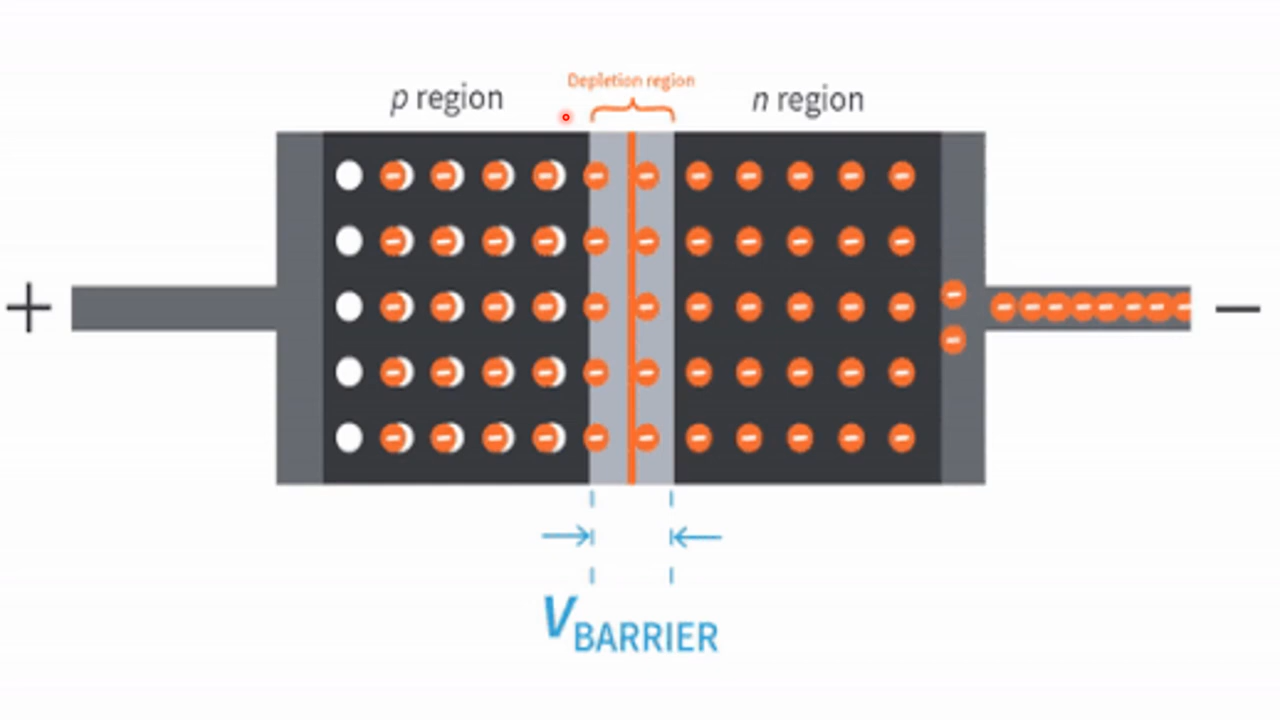 Depletion region
p region
n region
+
−
VBARRIER